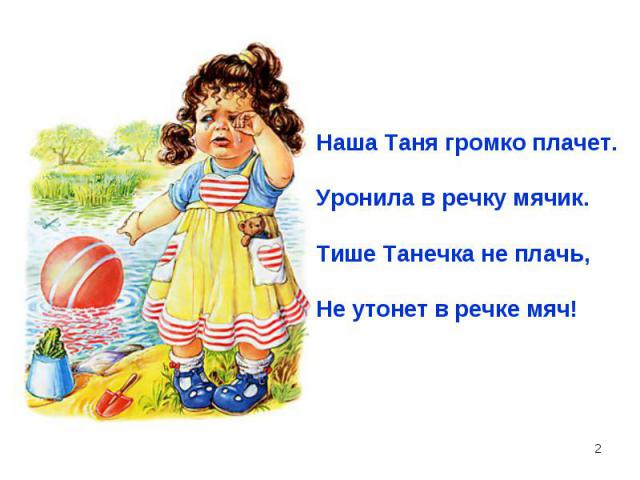 Наша Таня громко плачет.
Уронила в речку мячик.
Тише Танечка не плачь,
Не утонет в речке мяч!
2